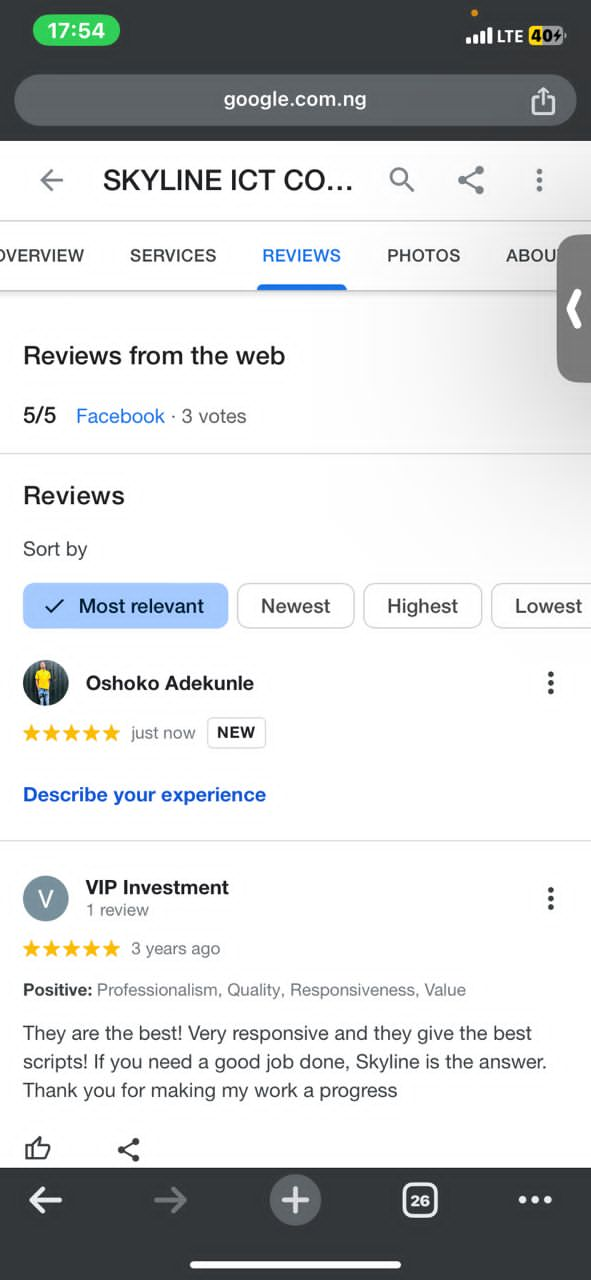 17:54
LTE 40
google.com.ng
SKYLINE ICT CO...
OVERVIEW SERVICES REVIEWS PHOTOS ABOU
Reviews from the web
5/5 Facebook · 3 votes
Reviews
Sort by
Most relevant Newest Highest Lowest
Oshoko Adekunle
just now NEW
Describe your experience
V
VIP Investment
1 review
3 years ago
Positive: Professionalism, Quality, Responsiveness, Value
They are the best! Very responsive and they give the best
scripts! If you need a good job done, Skyline is the answer.
Thank you for making my work a progress
26